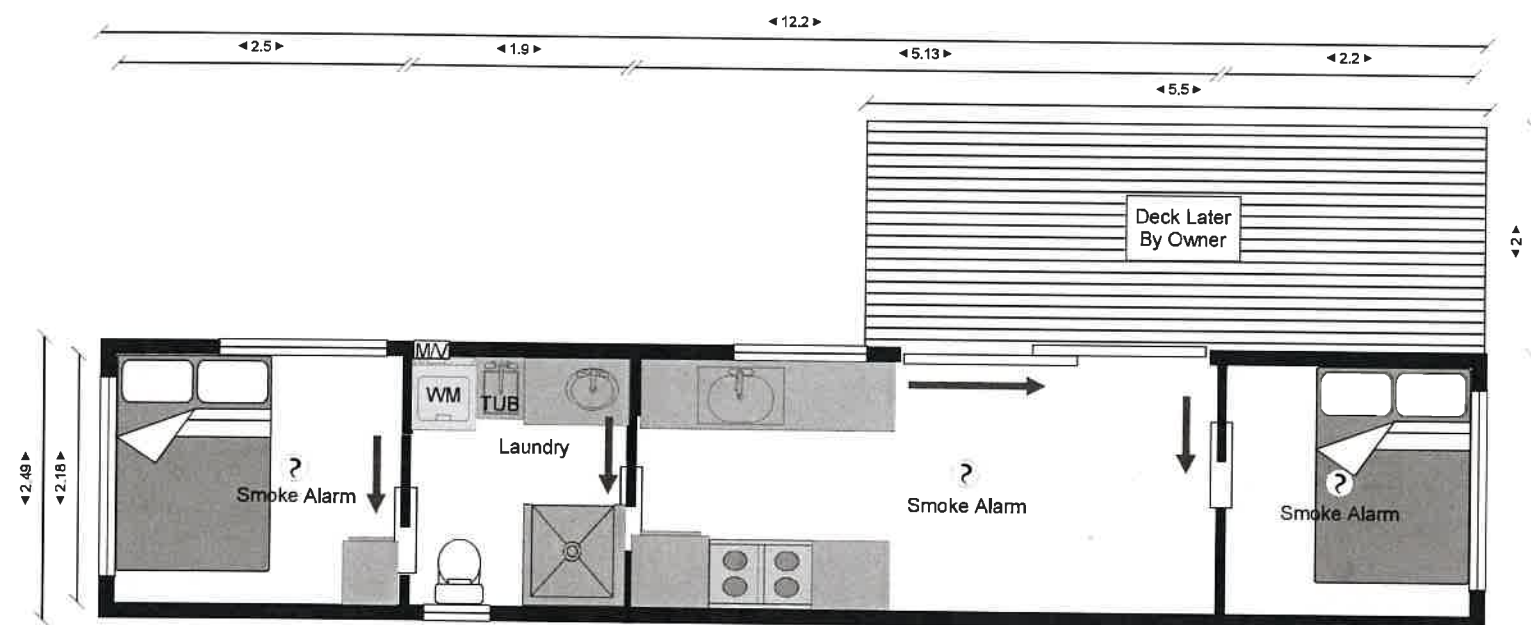 ◄12.2►
◄2.5►
◄1.9►
◄5.13►
◄2.2►
◄5.5►
Deck Later
By Owner
◄2►
M/V
WM
TUB
Laundry
◄2.49►
◄2.18►
Smoke Alarm
Smoke Alarm
Smoke Alarm